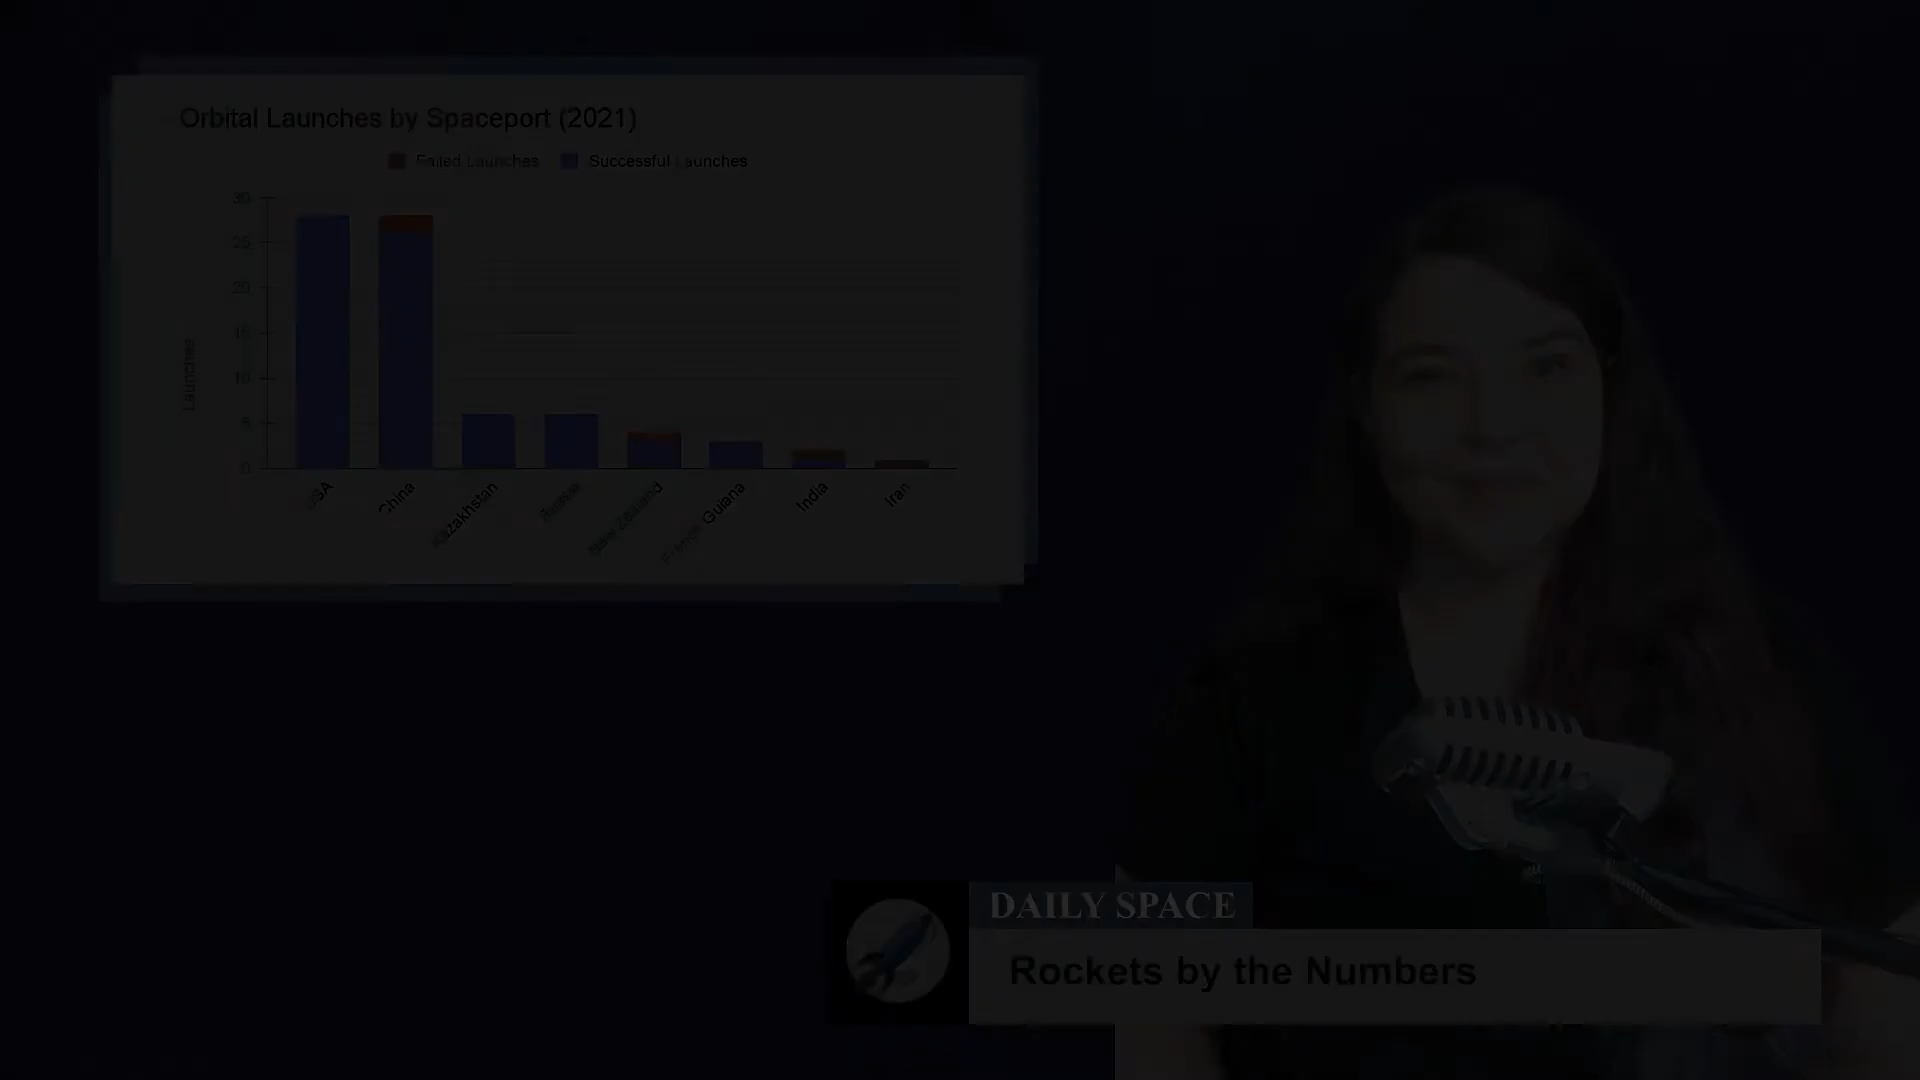 Orbital Launches by Spaceport (2021)
Failed Launches Successful Launches
30
25
20
15
10
5
0
Launches
USA China Kazakhstan Russia New Zealand French Guiana India Iran
DAILY SPACE
Rockets by the Numbers